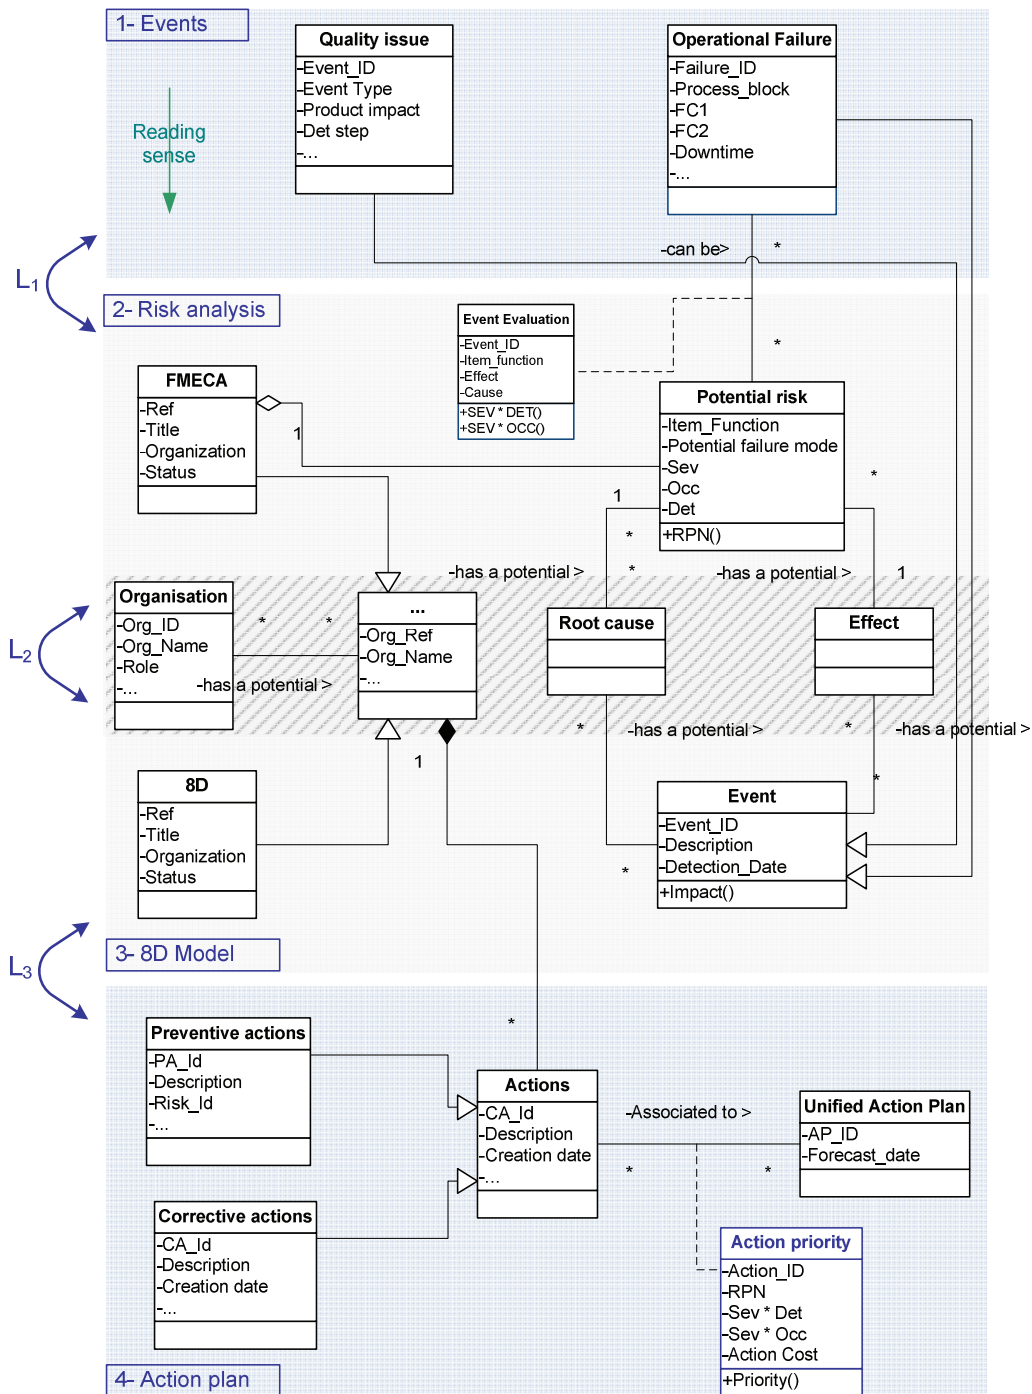 1- Events
Quality issue
-Event_ID
-Event Type
-Product impact
-Det step
-...
Operational Failure
-Failure_ID
-Process_block
-FC1
-FC2
-Downtime
-...
Reading
sense
-can be>
*
L1
2- Risk analysis
Event Evaluation
-Event_ID
-Item_function
-Effect
-Cause
+SEV * DET()
+SEV * OCC()
*
FMECA
-Ref
-Title
-Organization
-Status
1
Potential risk
-Item_Function
-Potential failure mode
-Sev
-Occ
-Det
+RPN()
*
1
*
-has a potential >
*
-has a potential >
1
L2
Organisation
-Org_ID
-Org_Name
-Role
-...
*
*
-has a potential >
...
-Org_Ref
-Org_Name
-...
Root cause
Effect
*
-has a potential >
*
-has a potential >
1
*
8D
-Ref
-Title
-Organization
-Status
Event
-Event_ID
-Description
-Detection_Date
+Impact()
*
3- 8D Model
L3
*
Preventive actions
-PA_Id
-Description
-Risk_Id
-...
Actions
-CA_Id
-Description
-Creation date
-...
-Associated to >
*
*
Unified Action Plan
-AP_ID
-Forecast_date
Corrective actions
-CA_Id
-Description
-Creation date
-...
Action priority
-Action_ID
-RPN
-Sev * Det
-Sev * Occ
-Action Cost
+Priority()
4- Action plan